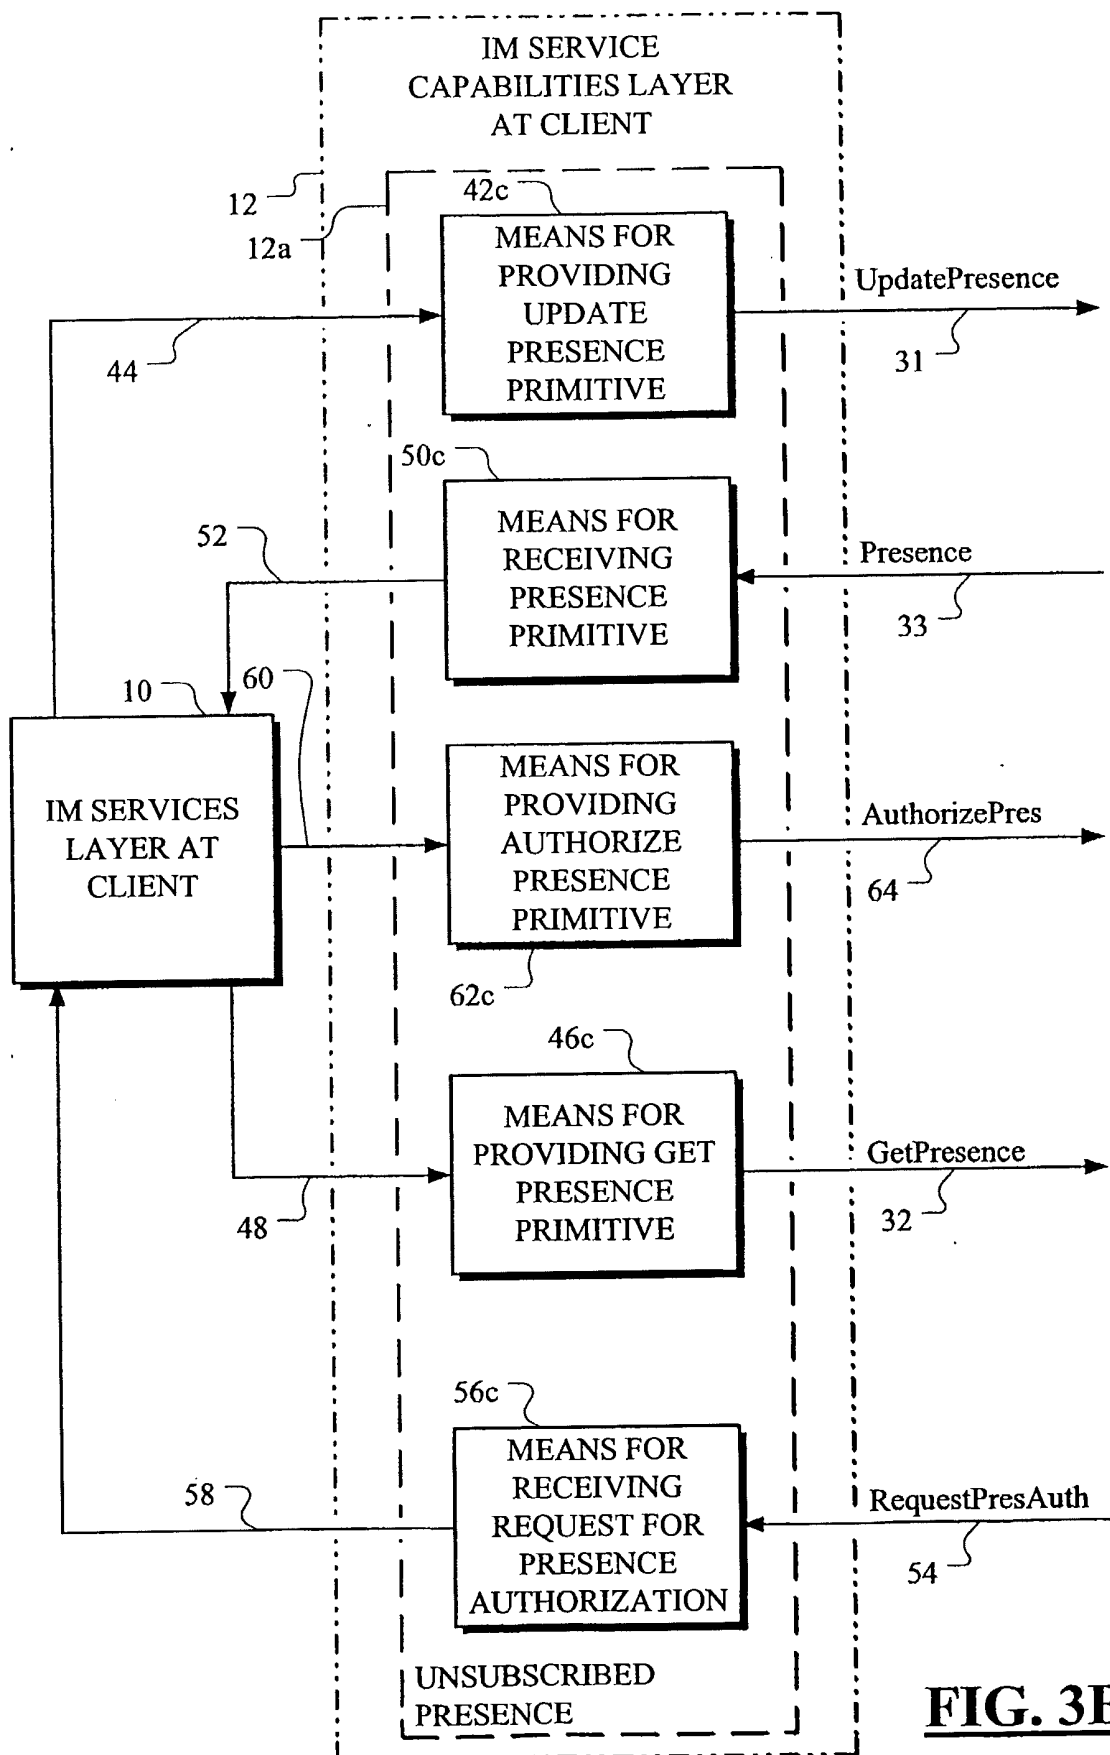 IM SERVICE
CAPABILITIES LAYER
AT CLIENT
12
12a
42c
MEANS FOR
PROVIDING
UPDATE
PRESENCE
PRIMITIVE
UpdatePresence
44
31
50c
MEANS FOR
RECEIVING
PRESENCE
PRIMITIVE
52
Presence
33
10
60
IM SERVICES
LAYER AT
CLIENT
MEANS FOR
PROVIDING
AUTHORIZE
PRESENCE
PRIMITIVE
AuthorizePres
64
62c
46c
MEANS FOR
PROVIDING GET
PRESENCE
PRIMITIVE
GetPresence
48
32
56c
MEANS FOR
RECEIVING
REQUEST FOR
PRESENCE
AUTHORIZATION
58
RequestPresAuth
54
UNSUBSCRIBED
PRESENCE
FIG. 3B